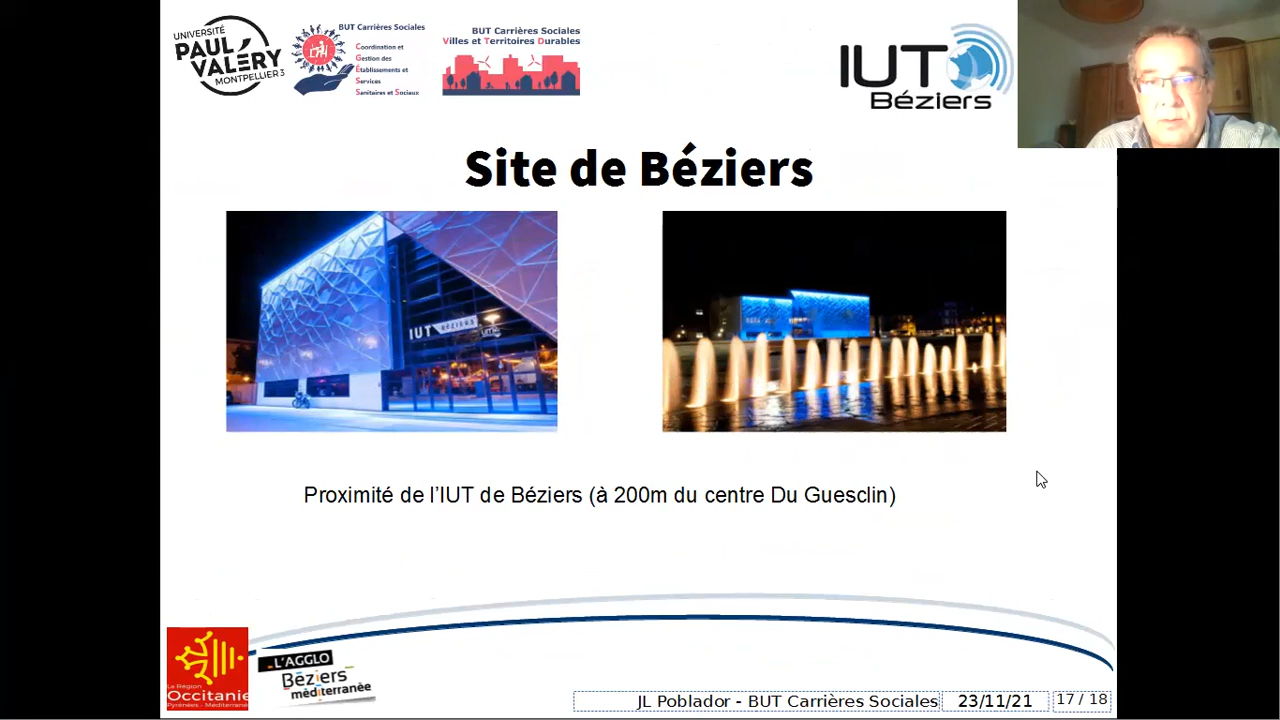 UNIVERSITÉ
PAUL
VALÉRY
MONTPELLIER 3
BUT Carrières Sociales
Coordination et
Gestion des
Établissements et
Services
Sanitaires et Sociaux
BUT Carrières Sociales
Villes et Territoires Durables
IUT
Béziers
Site de Béziers
IUT BÉZIERS
Proximité de l'IUT de Béziers (à 200m du centre Du Guesclin)
La Région
Occitanie
Pyrénées - Méditerranée
L'AGGLO
Béziers
méditerranée
JL Poblador - BUT Carrières Sociales
23/11/21
17 / 18